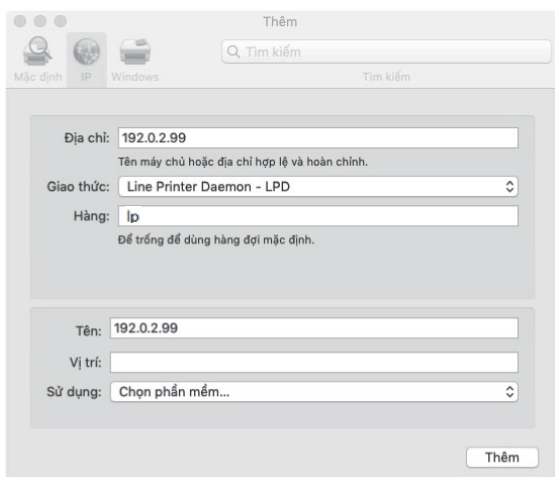 Thêm
Tìm kiếm
Mặc định IP Windows Tìm kiếm
Địa chỉ: 192.0.2.99
Tên máy chủ hoặc địa chỉ hợp lệ và hoàn chỉnh.
Giao thức: Line Printer Daemon - LPD
Hàng: lp
Để trống để dùng hàng đợi mặc định.
Tên: 192.0.2.99
Vị trí:
Sử dụng: Chọn phần mềm...
Thêm